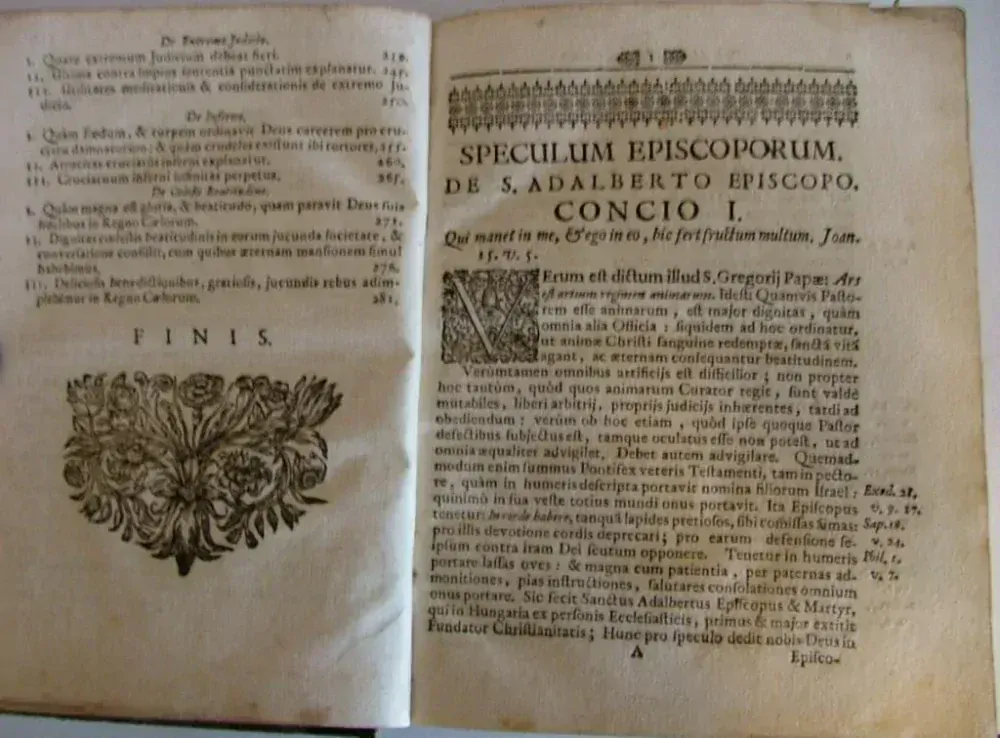 De Extremo Judicio.
I. Quare extremum Judicium debeat fieri.
II. contra impios sententia punctatim explanatur. 245.
III. Utilitates meditationis & considerationis de extremo Ju-
dicio. 250.
De Inferno.
I. Quàm Fœdum, & turpem ordinavit Deus carcerem pro cru-
ciatu damnatorum: & quàm crudeles existunt ibi tortores, 255.
II. Atrocitas cruciatûs inferni explanatur. 260.
III. Cruciatuum inferni infinitas perpetua. 265.
De Cœlesti Beatitudine.
I. Quàm magna est gloria, & beatitudo, quam paravit Deus suis
in Regno Cœlorum. 271.
II. Dignitas cœlestis beatitudinis in eorum jucunda societate, &
conversatione consistit, cum quibus æternam mansionem simul
habebimus. 276.
III. Deliciosis benedictionibus, gratiosis, jucundis rebus adim-
plebimur in Regno Cœlorum. 281.
FINIS.
1
SPECULUM EPISCOPORUM.
DE S. ADALBERTO EPISCOPO.
CONCIO I.
Qui manet in me, & ego in eo, hic fert fructum multum. Joan.
15. v. 5.
VErum est dictum illud S. Gregorij Papæ: Ars
est artium regimen animarum. Idest: Quamvis Pasto-
rem esse animarum, est major dignitas, quàm
omnia alia Officia: siquidem ad hoc ordinatur,
ut animæ Christi sanguine redemptæ, sanctâ vitâ
agant, ac æternam consequantur beatitudinem.
Verùmtamen omnibus artificijs est difficilior; non propter
hoc tantùm, quòd quos animarum Curator regit, sunt valdè
mutabiles, liberi arbitrij, proprijs judicijs inhærentes, tardi ad
obediendum: verùm ob hoc etiam, quòd ipse quoque Pastor
defectibus subjectus est, tamque oculatus esse non potest, ut ad
omnia æqualiter advigilet. Debet autem advigilare. Quemad-
modum enim summus Pontifex veteris Testamenti, tam in pecto-
re, quàm in humeris descripta portavit nomina filiorum Israel: Exod. 28.
quinimò in sua veste totius mundi onus portavit. Ita Episcopus v. 9. 17.
tenetur: in corde habere, tanquã lapides pretiosos, sibi comissas animas: Sap. 18.
pro illis devotione cordis deprecari; pro earum defensione se- v. 24.
ipsum contra iram Dei scutum opponere. Tenetur in humeris Phil. 1.
portare lassas oves: & magna cum patientia, per paternas ad- v. 7.
monitiones, pias instructiones, salutares consolationes omnium
onus portare. Sic fecit Sanctus Adalbertus Episcopus & Martyr,
qui in Hungaria ex personis Ecclesiasticis, primus & major extitit
Fundator Christianitatis; Hunc pro speculo dedit nobis Deus in
A Episco-